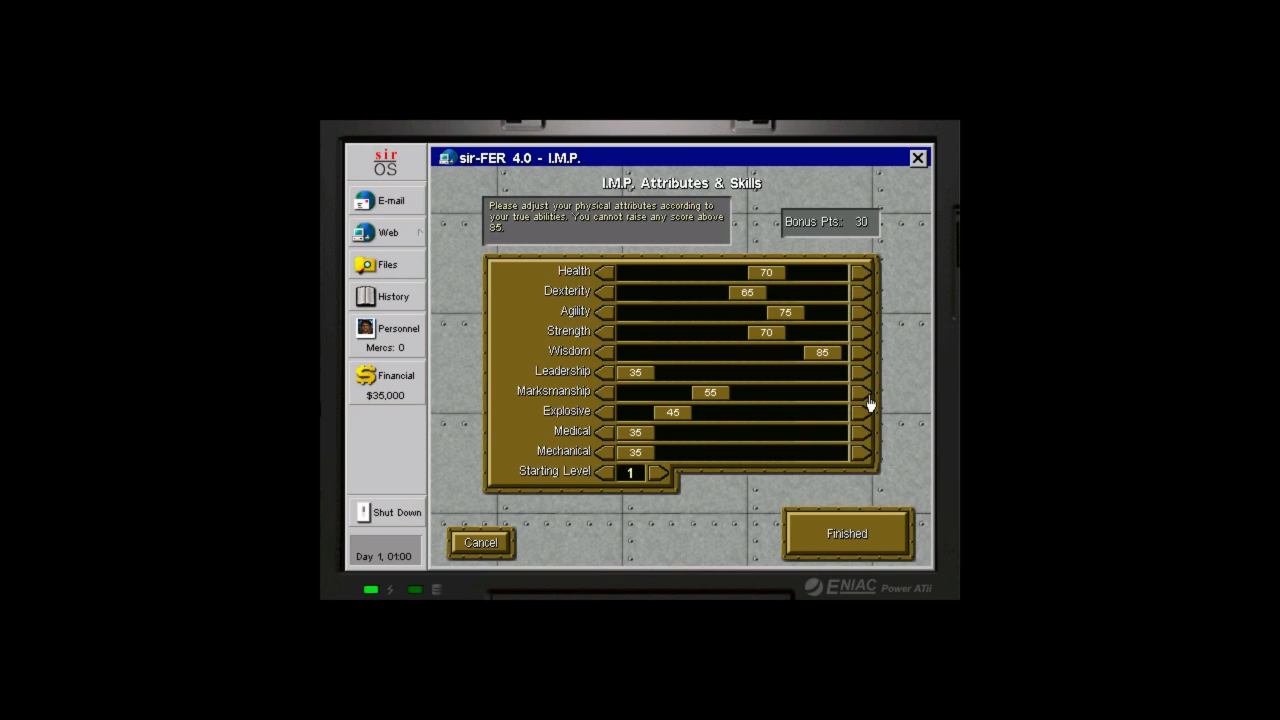 sir
OS
sir-FER 4.0 - I.M.P.
E-mail
Web
Files
History
Personnel
Mercs: 0
Financial
$35,000
Shut Down
Day 1, 01:00
I.M.P. Attributes & Skills
Please adjust your physical attributes according to
your true abilities. You cannot raise any score above
85.
Bonus Pts.: 30
Health 70
Dexterity 65
Agility 75
Strength 70
Wisdom 85
Leadership 35
Marksmanship 55
Explosive 45
Medical 35
Mechanical 35
Starting Level 1
Cancel
Finished
ENIAC Power ATii